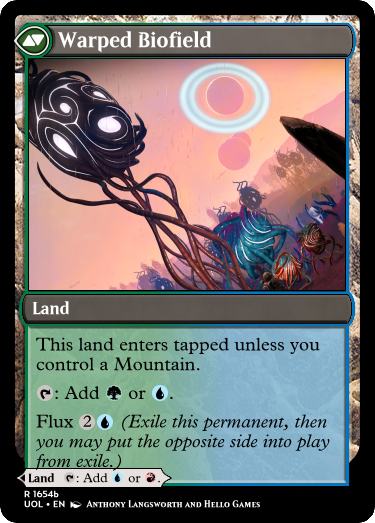 Warped Biofield
Land
This land enters tapped unless you
control a Mountain.
: Add or .
Flux 2 (Exile this permanent, then
you may put the opposite side into play
from exile.)
Land : Add or .
R 1654b
UOL • EN Anthony Langsworth and Hello Games